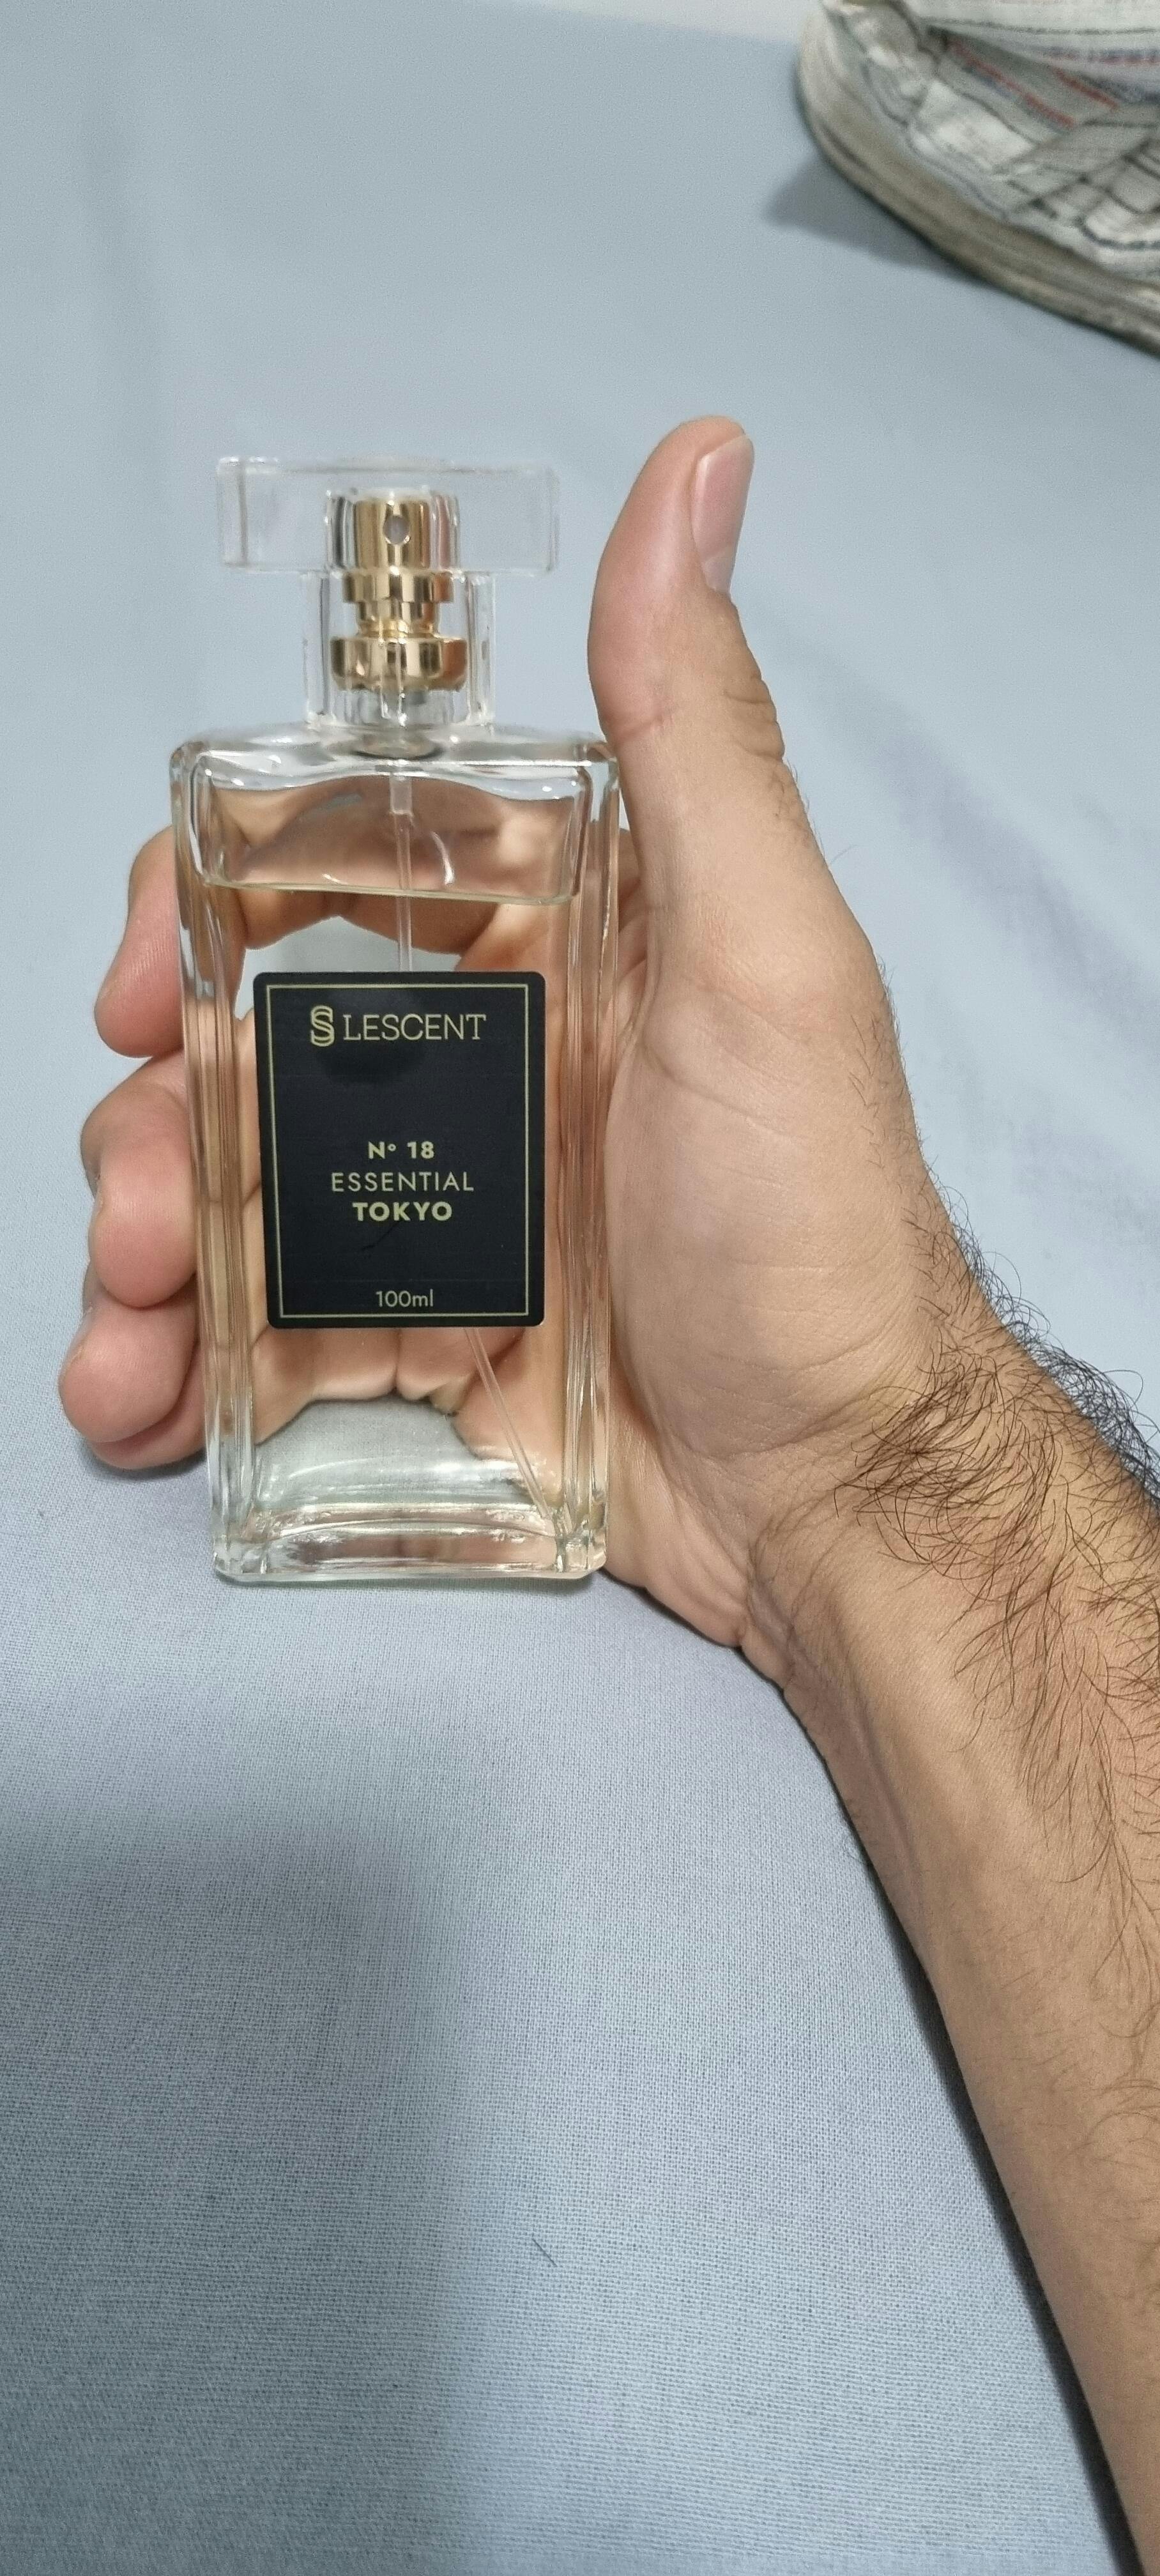 LESCENT
N° 18
ESSENTIAL
TOKYO
100ml